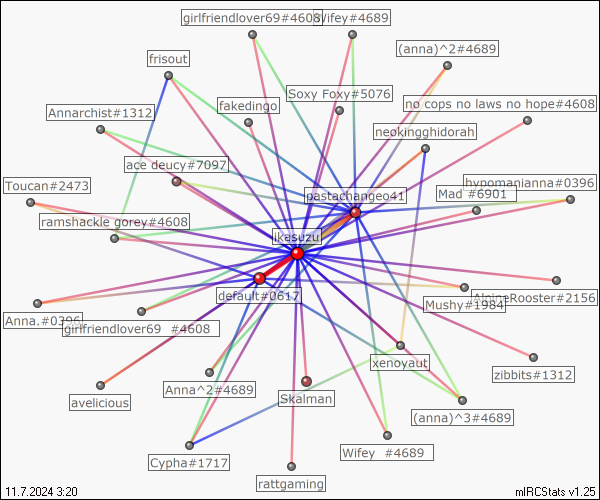 girlfriendlover69#4608
Wifey#4689
(anna)^2#4689
frisout
Soxy Foxy#5076
fakedingo
no cops no laws no hope#4608
Annarchist#1312
neokingghidorah
ace deucy#7097
Toucan#2473
hypomanianna#0396
Mad #6901
pastachangeo41
ramshackle gorey#4608
ikasuzu
default#0617
AlpineRooster#2156
Mushy#1984
Anna.#0396
girlfriendlover69 #4608
xenoyaut
zibbits#1312
Anna^2#4689
Skalman
avelicious
(anna)^3#4689
Wifey #4689
Cypha#1717
rattgaming
11.7.2024 3:20
mIRCStats v1.25